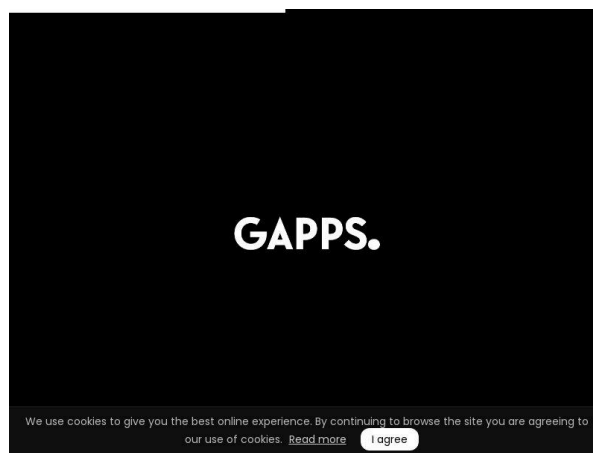 GAPPS.
We use cookies to give you the best online experience. By continuing to browse the site you are agreeing to
our use of cookies. Read more I agree